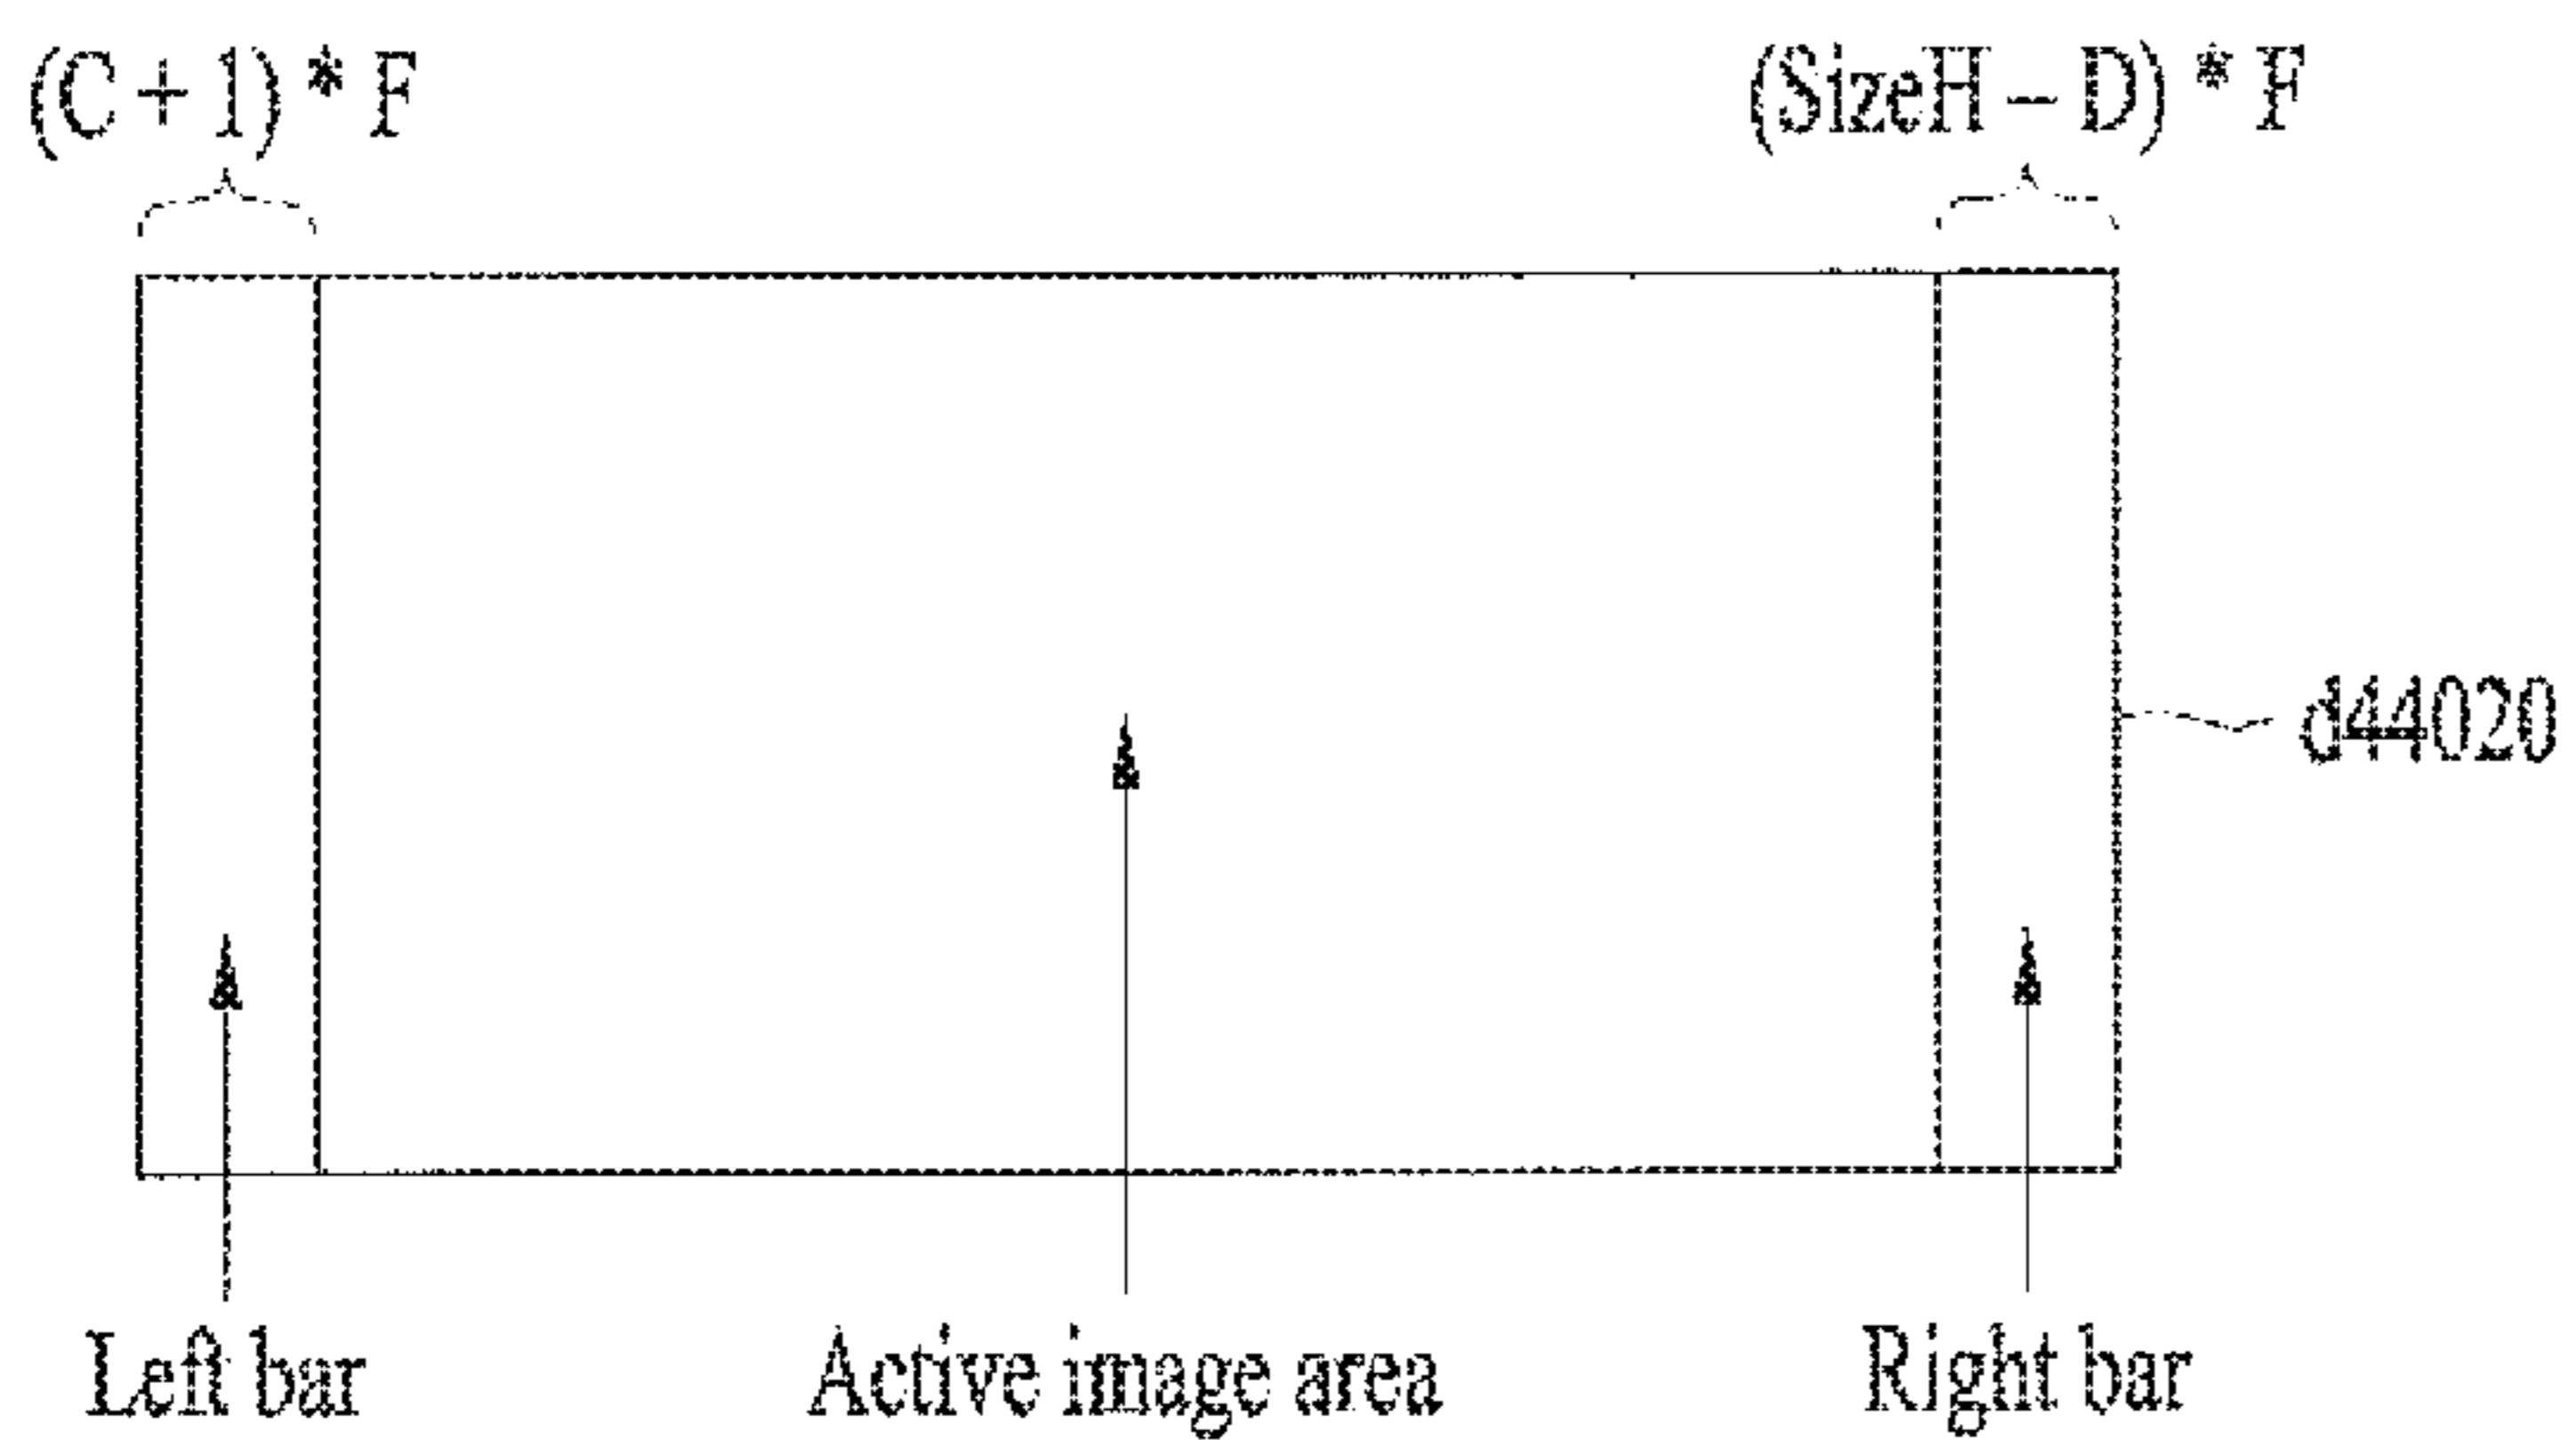 (C + 1) * F
(SizeH – D) * F
d44020
Left bar
Active image area
Right bar